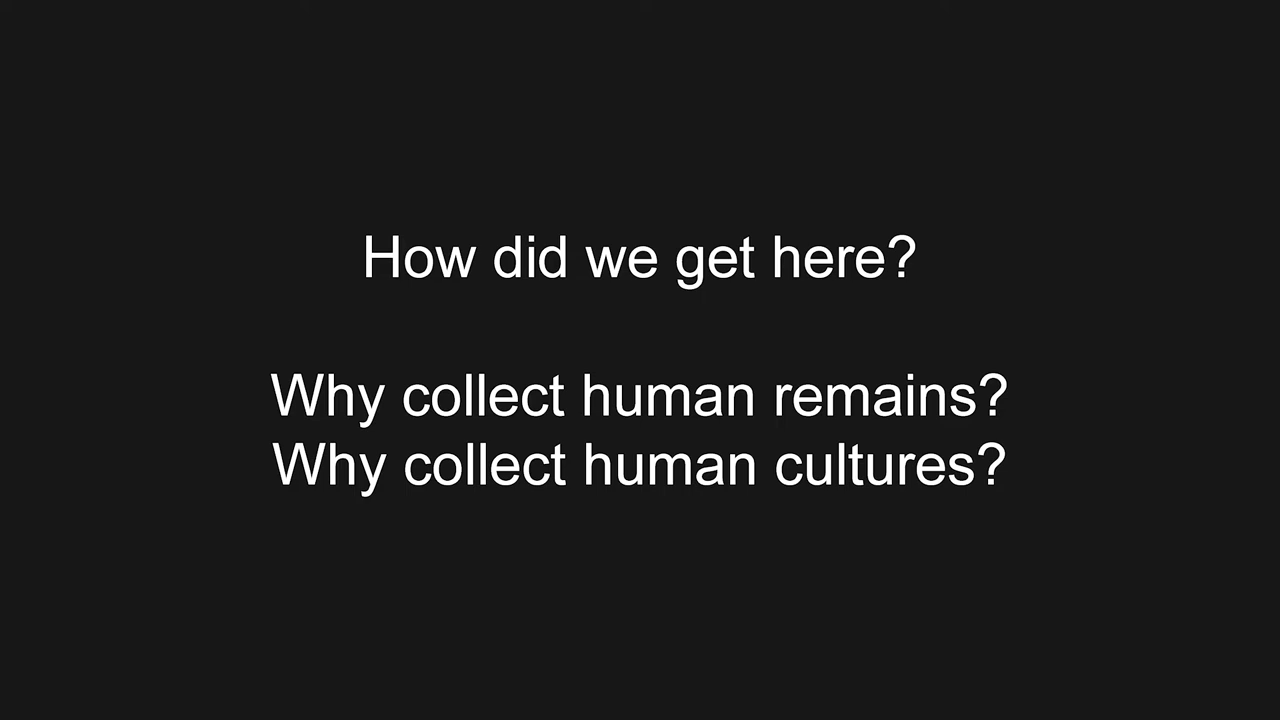 How did we get here?
Why collect human remains?
Why collect human cultures?